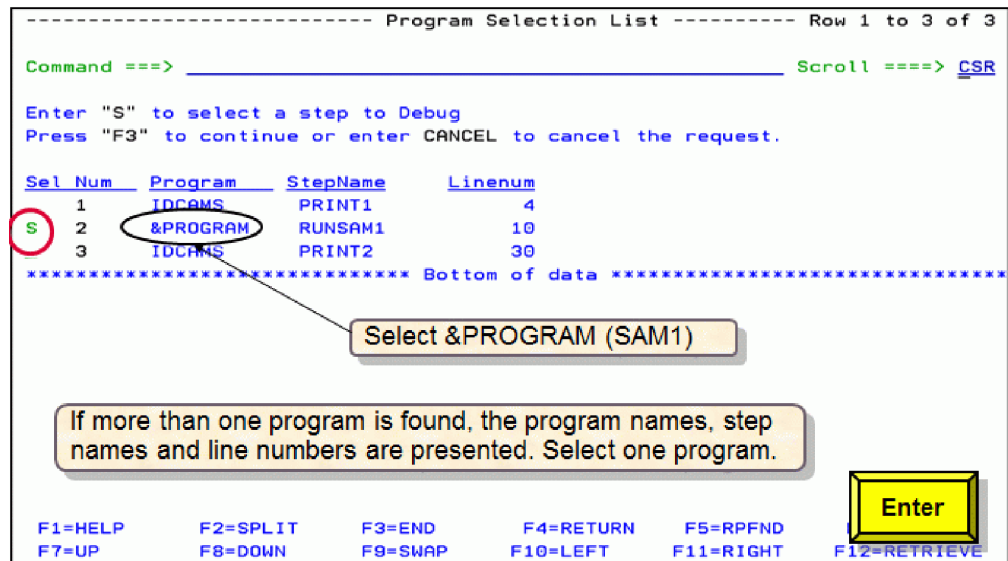 ---------------------------- Program Selection List ---------- Row 1 to 3 of 3
Command ===> Scroll ====> CSR
Enter "S" to select a step to Debug
Press "F3" to continue or enter CANCEL to cancel the request.
Sel Num Program StepName Linenum
1 IDCAMS PRINT1 4
S 2 &PROGRAM RUNSAM1 10
3 IDCAMS PRINT2 30
******************************* Bottom of data ********************************
Select &PROGRAM (SAM1)
If more than one program is found, the program names, step
names and line numbers are presented. Select one program.
Enter
F1=HELP F2=SPLIT F3=END F4=RETURN F5=RPFND
F7=UP F8=DOWN F9=SWAP F10=LEFT F11=RIGHT F12=RETRIEVE